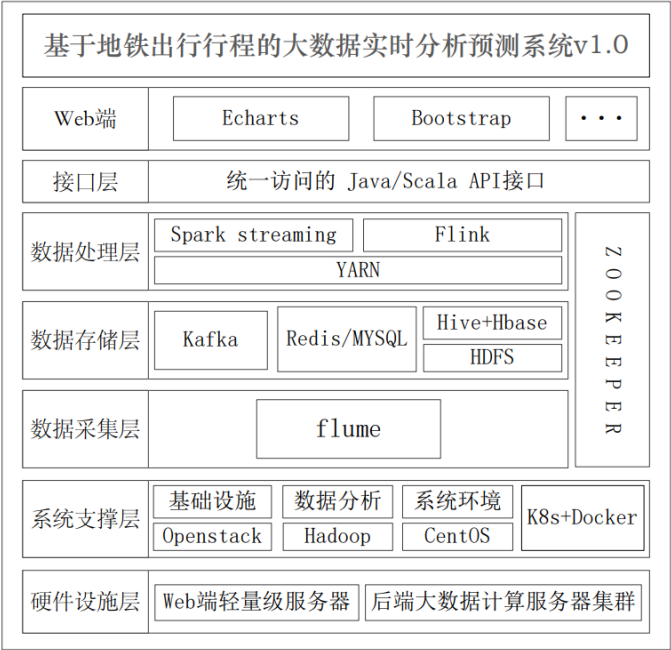 基于地铁出行行程的大数据实时分析预测系统v1.0
Web端
Echarts
Bootstrap
···
接口层
统一访问的 Java/Scala API接口
数据处理层
Spark streaming
Flink
YARN
数据存储层
Kafka
Redis/MYSQL
Hive+Hbase
HDFS
数据采集层
flume
ZOOKEEPER
系统支撑层
基础设施
数据分析
系统环境
Openstack
Hadoop
CentOS
K8s+Docker
硬件设施层
Web端轻量级服务器
后端大数据计算服务器集群